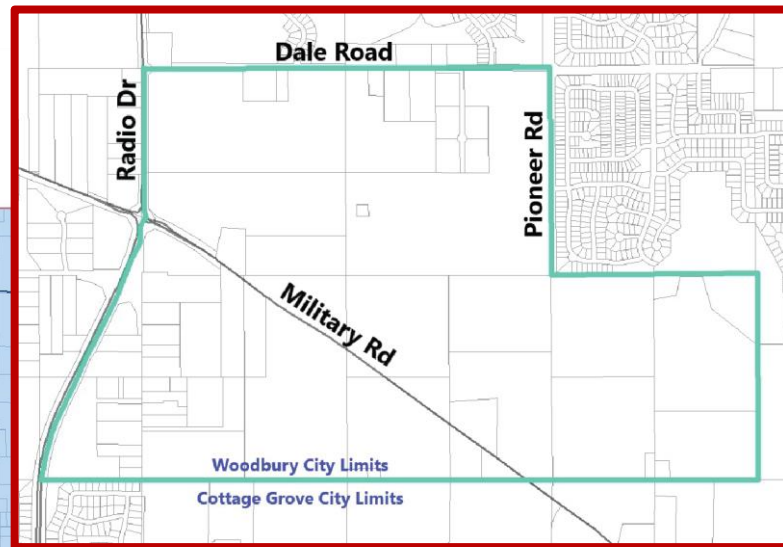 Dale Road
Radio Dr
Pioneer Rd
Military Rd
Woodbury City Limits
Cottage Grove City Limits